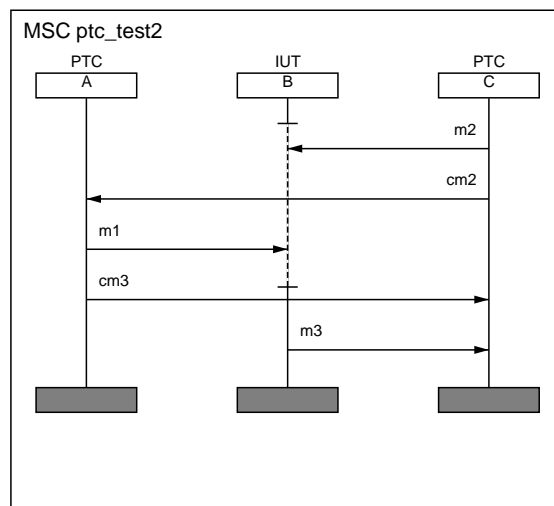 MSC ptc_test2
PTC IUT PTC
A B C
m2
cm2
m1
cm3
m3